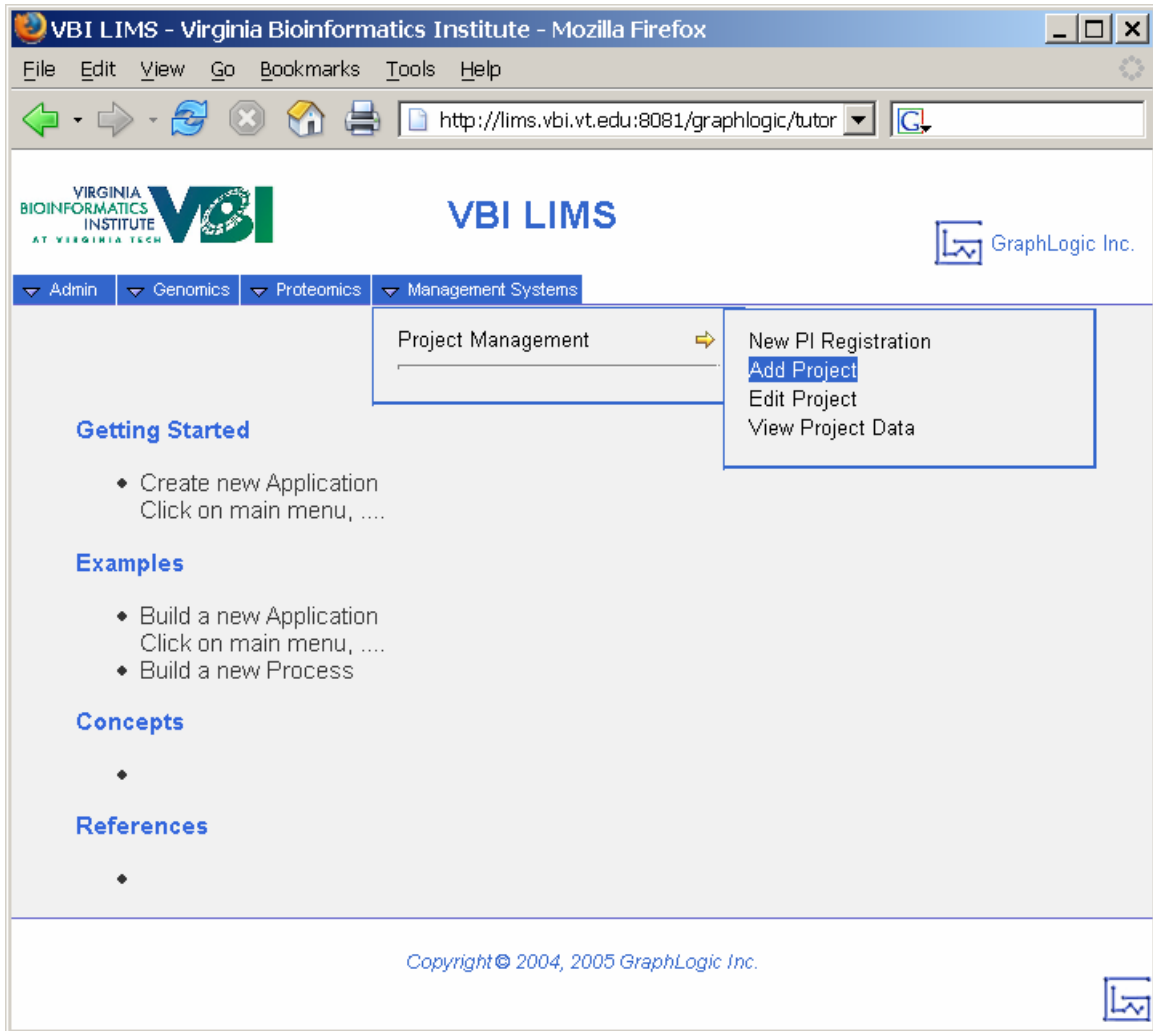 VBI LIMS - Virginia Bioinformatics Institute - Mozilla Firefox
File Edit View Go Bookmarks Tools Help
http://lims.vbi.vt.edu:8081/graphlogic/tutor
G
VIRGINIA
BIOINFORMATICS
INSTITUTE
AT VIRGINIA TECH
VBI
VBI LIMS
GraphLogic Inc.
Admin Genomics Proteomics Management Systems
Project Management
New PI Registration
Add Project
Edit Project
View Project Data
Getting Started
Create new Application
Click on main menu, ....
Examples
Build a new Application
Click on main menu, ....
Build a new Process
Concepts
References
Copyright © 2004, 2005 GraphLogic Inc.